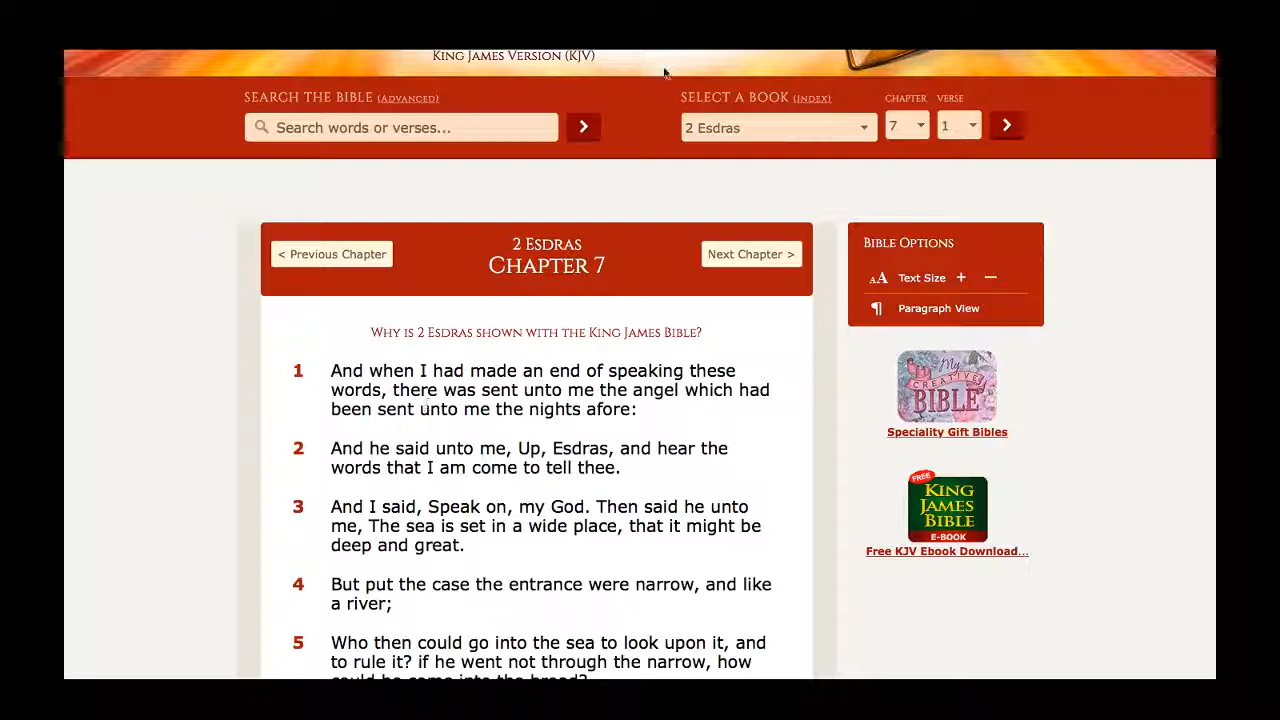 King James Version (KJV)
Search the Bible (Advanced)
Select a Book (Index)
Chapter
Verse
Search words or verses...
2 Esdras
7
1
< Previous Chapter
2 Esdras
Chapter 7
Next Chapter >
Why is 2 Esdras shown with the King James Bible?
1 And when I had made an end of speaking these
words, there was sent unto me the angel which had
been sent unto me the nights afore:
2 And he said unto me, Up, Esdras, and hear the
words that I am come to tell thee.
3 And I said, Speak on, my God. Then said he unto
me, The sea is set in a wide place, that it might be
deep and great.
4 But put the case the entrance were narrow, and like
a river;
5 Who then could go into the sea to look upon it, and
to rule it? if he went not through the narrow, how
could he come into the broad?
Bible Options
AA Text Size + −
¶ Paragraph View
My
Creative
Bible
Speciality Gift Bibles
FREE
King
James
Bible
E-BOOK
Free KJV Ebook Download...